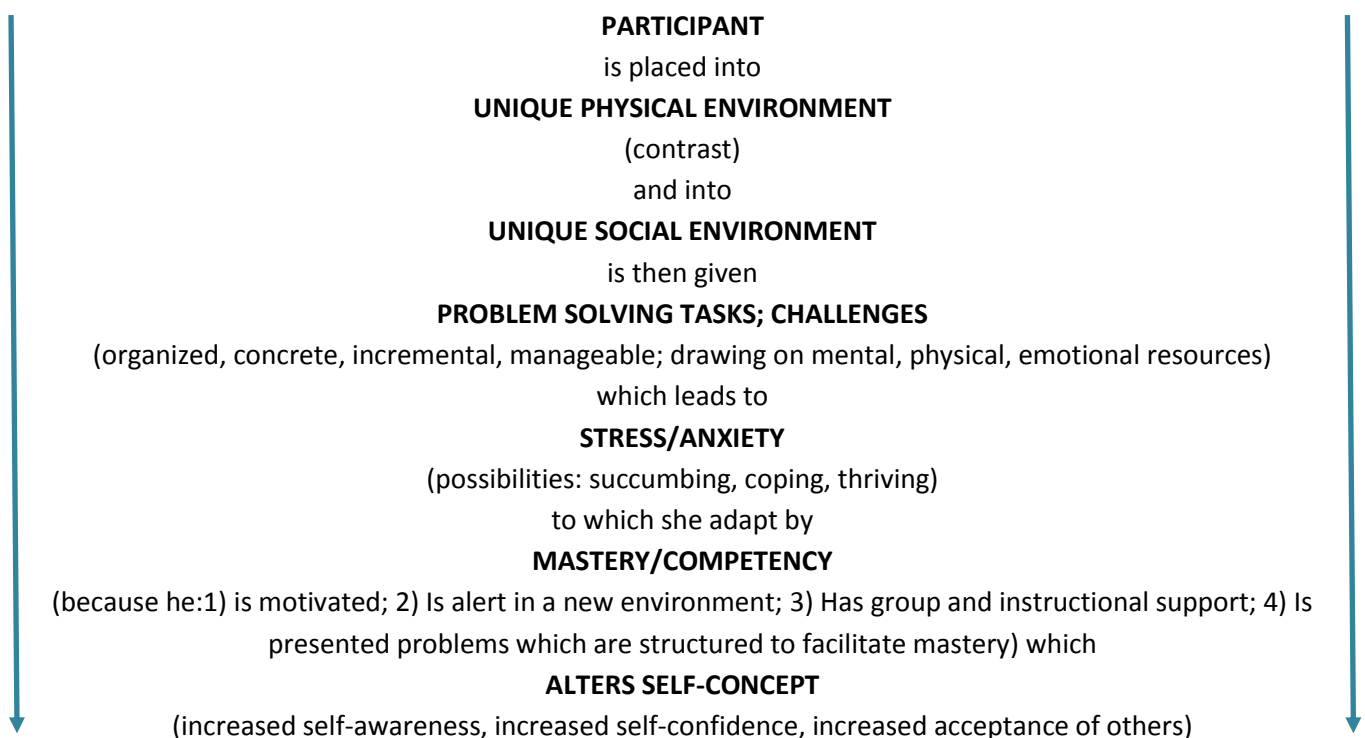 PARTICIPANT
is placed into
UNIQUE PHYSICAL ENVIRONMENT
(contrast)
and into
UNIQUE SOCIAL ENVIRONMENT
is then given
PROBLEM SOLVING TASKS; CHALLENGES
(organized, concrete, incremental, manageable; drawing on mental, physical, emotional resources)
which leads to
STRESS/ANXIETY
(possibilities: succumbing, coping, thriving)
to which she adapt by
MASTERY/COMPETENCY
(because he:1) is motivated; 2) Is alert in a new environment; 3) Has group and instructional support; 4) Is
presented problems which are structured to facilitate mastery) which
ALTERS SELF-CONCEPT
(increased self-awareness, increased self-confidence, increased acceptance of others)